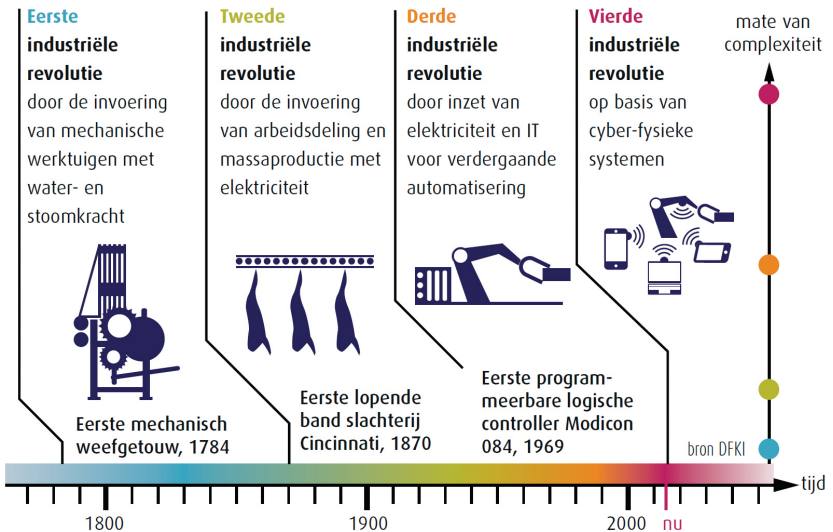 Eerste
industriële
revolutie
door de invoering
van mechanische
werktuigen met
water- en
stoomkracht
Eerste mechanisch
weefgetouw, 1784
Tweede
industriële
revolutie
door de invoering
van arbeidsdeling en
massaproductie met
elektriciteit
Eerste lopende
band slachterij
Cincinnati, 1870
Derde
industriële
revolutie
door inzet van
elektriciteit en IT
voor verdergaande
automatisering
Eerste program-
meerbare logische
controller Modicon
084, 1969
Vierde
industriële
revolutie
op basis van
cyber-fysieke
systemen
mate van
complexiteit
bron DFKI
tijd
1800
1900
2000
nu